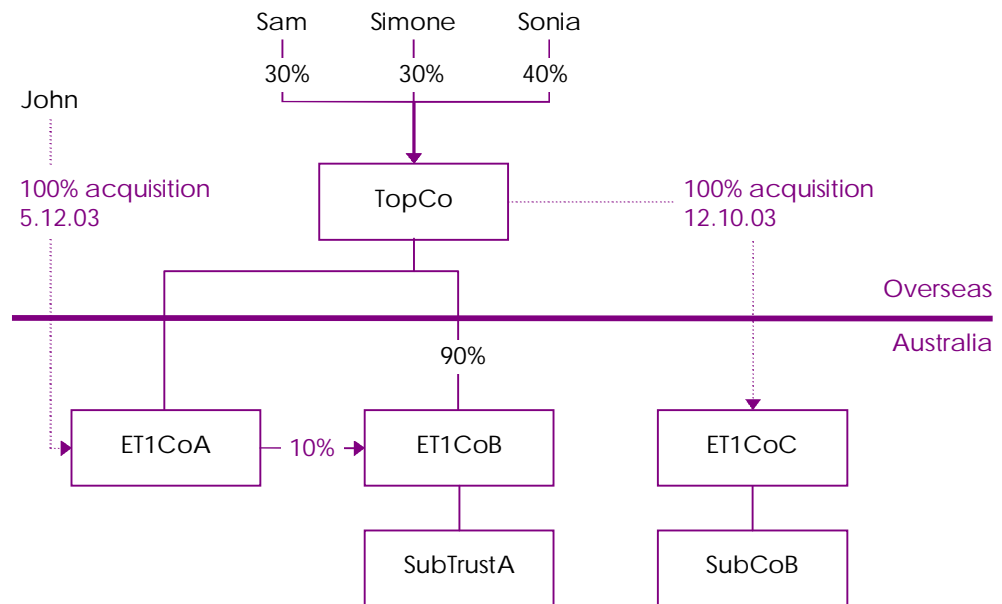 Sam Simone Sonia
30% 30% 40%
John
100% acquisition
5.12.03
TopCo
100% acquisition
12.10.03
Overseas
Australia
90%
ET1CoA 10% ET1CoB ET1CoC
SubTrustA SubCoB